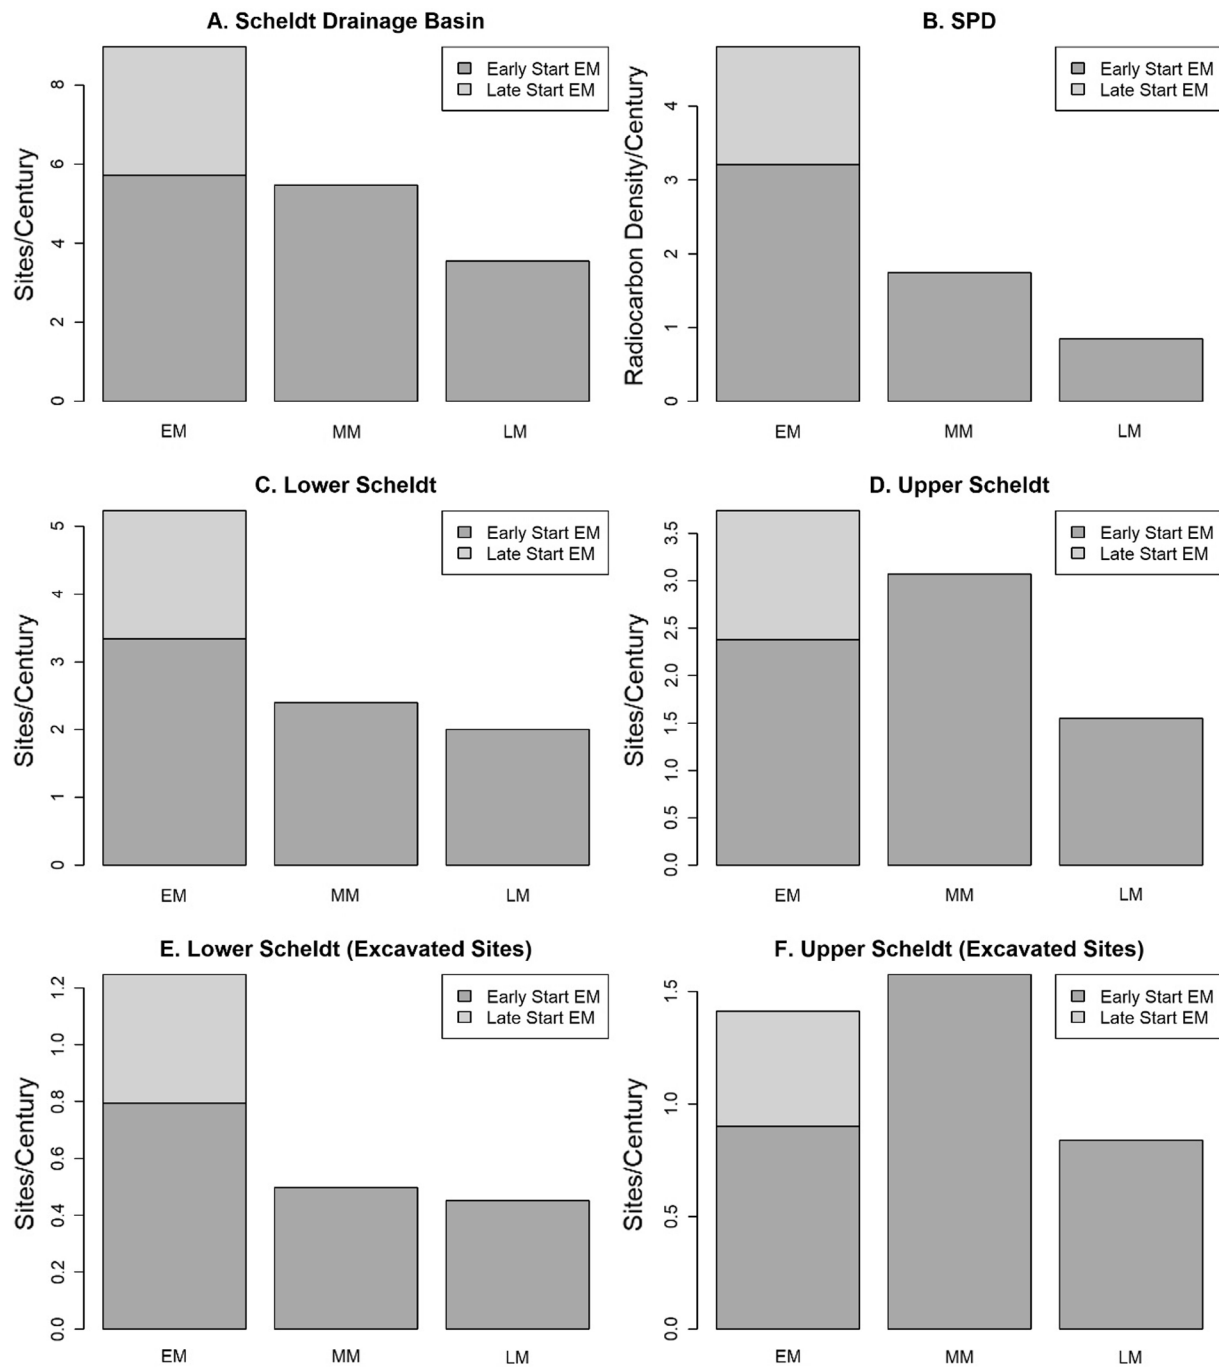 A. Scheldt Drainage Basin
Early Start EM
Late Start EM
Sites/Century
0
2
4
6
8
EM
MM
LM
B. SPD
Early Start EM
Late Start EM
Radiocarbon Density/Century
0
1
2
3
4
EM
MM
LM
C. Lower Scheldt
Early Start EM
Late Start EM
Sites/Century
0
1
2
3
4
5
EM
MM
LM
D. Upper Scheldt
Early Start EM
Late Start EM
Sites/Century
0.0
0.5
1.0
1.5
2.0
2.5
3.0
3.5
EM
MM
LM
E. Lower Scheldt (Excavated Sites)
Early Start EM
Late Start EM
Sites/Century
0.0
0.2
0.4
0.6
0.8
1.0
1.2
EM
MM
LM
F. Upper Scheldt (Excavated Sites)
Early Start EM
Late Start EM
Sites/Century
0.0
0.5
1.0
1.5
EM
MM
LM